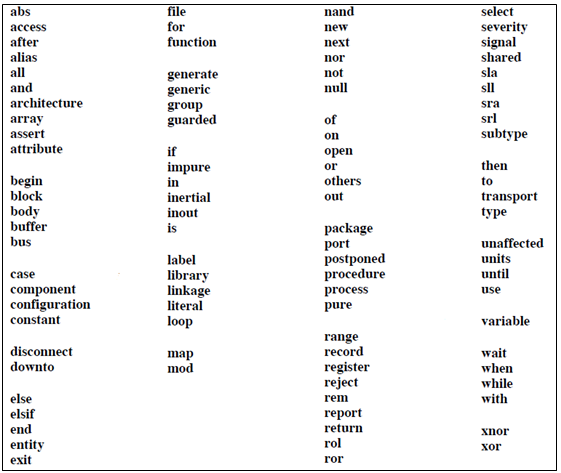 abs
access
after
alias
all
and
architecture
array
assert
attribute
begin
block
body
buffer
bus
case
component
configuration
constant
disconnect
downto
else
elsif
end
entity
exit
file
for
function
generate
generic
group
guarded
if
impure
in
inertial
inout
is
label
library
linkage
literal
loop
map
mod
nand
new
next
nor
not
null
of
on
open
or
others
out
package
port
postponed
procedure
process
pure
range
record
register
reject
rem
report
return
rol
ror
select
severity
signal
shared
sla
sll
sra
srl
subtype
then
to
transport
type
unaffected
units
until
use
variable
wait
when
while
with
xnor
xor